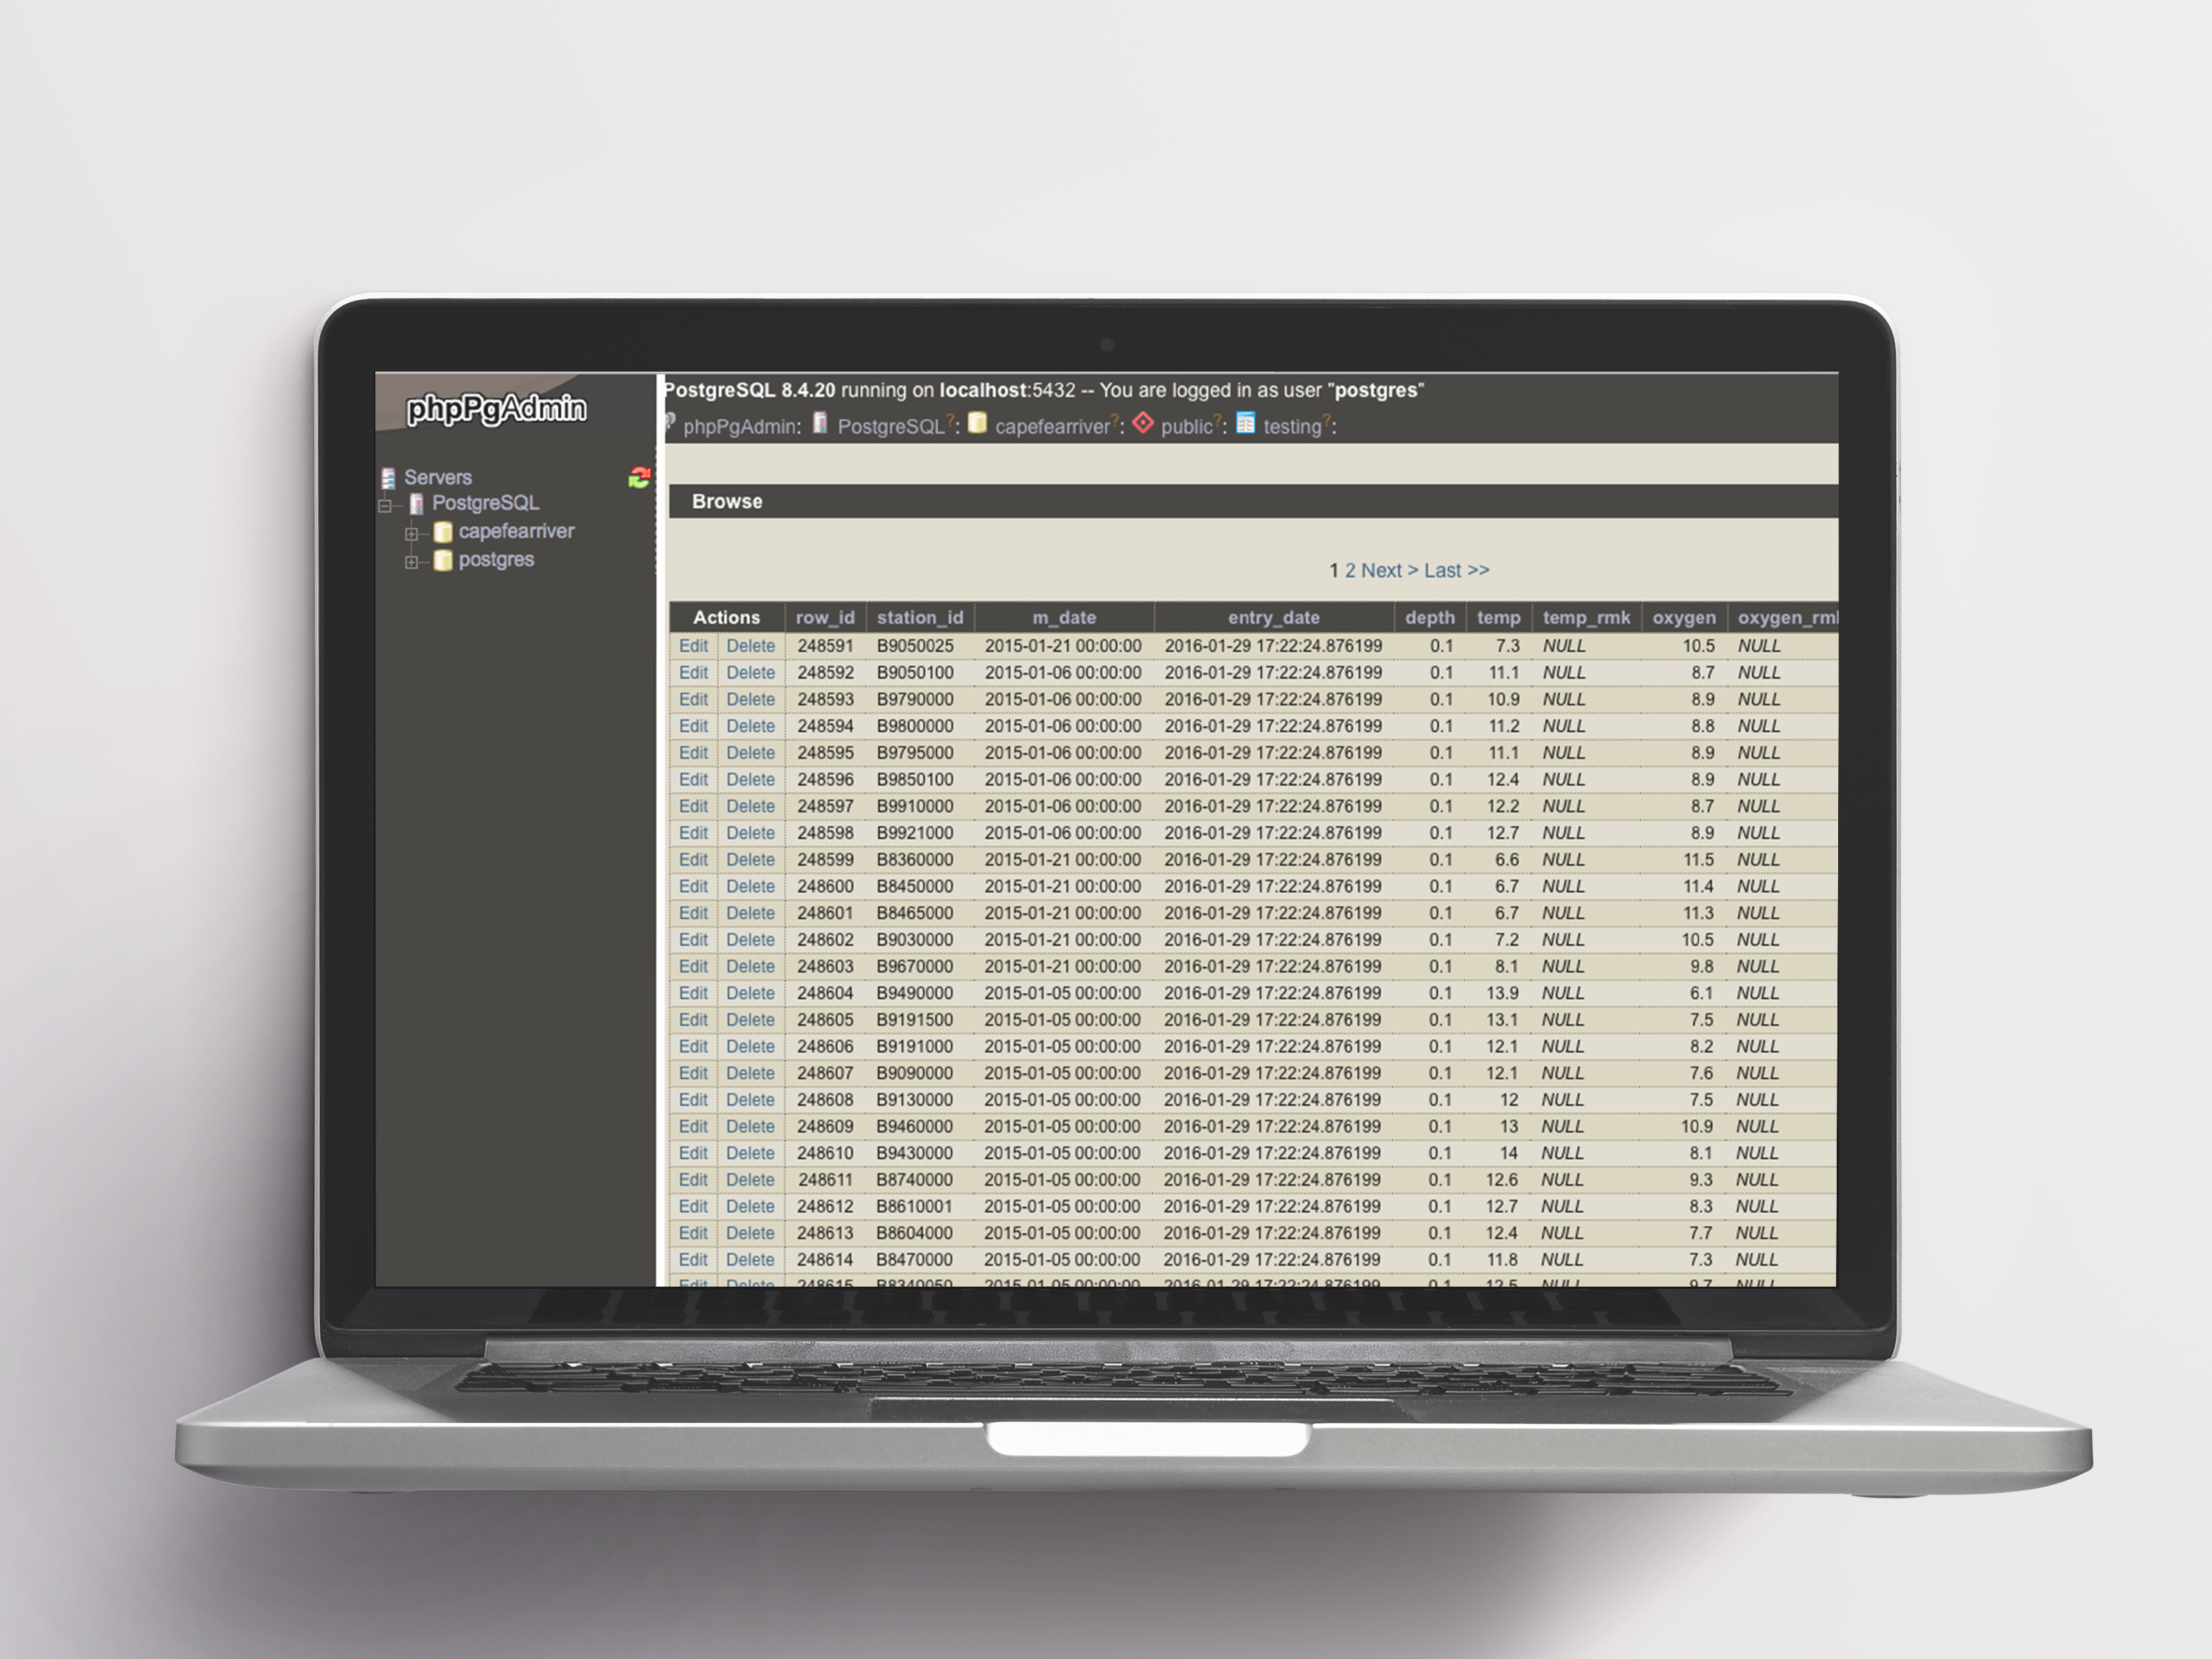 phpPgAdmin
Servers
PostgreSQL
capefearriver
postgres
PostgreSQL 8.4.20 running on localhost:5432 -- You are logged in as user "postgres"
phpPgAdmin: PostgreSQL?: capefearriver?: public?: testing?:
Browse
1 2 Next > Last >>
Actions row_id station_id m_date entry_date depth temp temp_rmk oxygen oxygen_rm
Edit Delete 248591 B9050025 2015-01-21 00:00:00 2016-01-29 17:22:24.876199 0.1 7.3 NULL 10.5 NULL
Edit Delete 248592 B9050100 2015-01-06 00:00:00 2016-01-29 17:22:24.876199 0.1 11.1 NULL 8.7 NULL
Edit Delete 248593 B9790000 2015-01-06 00:00:00 2016-01-29 17:22:24.876199 0.1 10.9 NULL 8.9 NULL
Edit Delete 248594 B9800000 2015-01-06 00:00:00 2016-01-29 17:22:24.876199 0.1 11.2 NULL 8.8 NULL
Edit Delete 248595 B9795000 2015-01-06 00:00:00 2016-01-29 17:22:24.876199 0.1 11.1 NULL 8.9 NULL
Edit Delete 248596 B9850100 2015-01-06 00:00:00 2016-01-29 17:22:24.876199 0.1 12.4 NULL 8.9 NULL
Edit Delete 248597 B9910000 2015-01-06 00:00:00 2016-01-29 17:22:24.876199 0.1 12.2 NULL 8.7 NULL
Edit Delete 248598 B9921000 2015-01-06 00:00:00 2016-01-29 17:22:24.876199 0.1 12.7 NULL 8.9 NULL
Edit Delete 248599 B8360000 2015-01-21 00:00:00 2016-01-29 17:22:24.876199 0.1 6.6 NULL 11.5 NULL
Edit Delete 248600 B8450000 2015-01-21 00:00:00 2016-01-29 17:22:24.876199 0.1 6.7 NULL 11.4 NULL
Edit Delete 248601 B8465000 2015-01-21 00:00:00 2016-01-29 17:22:24.876199 0.1 6.7 NULL 11.3 NULL
Edit Delete 248602 B9030000 2015-01-21 00:00:00 2016-01-29 17:22:24.876199 0.1 7.2 NULL 10.5 NULL
Edit Delete 248603 B9670000 2015-01-21 00:00:00 2016-01-29 17:22:24.876199 0.1 8.1 NULL 9.8 NULL
Edit Delete 248604 B9490000 2015-01-05 00:00:00 2016-01-29 17:22:24.876199 0.1 13.9 NULL 6.1 NULL
Edit Delete 248605 B9191500 2015-01-05 00:00:00 2016-01-29 17:22:24.876199 0.1 13.1 NULL 7.5 NULL
Edit Delete 248606 B9191000 2015-01-05 00:00:00 2016-01-29 17:22:24.876199 0.1 12.1 NULL 8.2 NULL
Edit Delete 248607 B9090000 2015-01-05 00:00:00 2016-01-29 17:22:24.876199 0.1 12.1 NULL 7.6 NULL
Edit Delete 248608 B9130000 2015-01-05 00:00:00 2016-01-29 17:22:24.876199 0.1 12 NULL 7.5 NULL
Edit Delete 248609 B9460000 2015-01-05 00:00:00 2016-01-29 17:22:24.876199 0.1 13 NULL 10.9 NULL
Edit Delete 248610 B9430000 2015-01-05 00:00:00 2016-01-29 17:22:24.876199 0.1 14 NULL 8.1 NULL
Edit Delete 248611 B8740000 2015-01-05 00:00:00 2016-01-29 17:22:24.876199 0.1 12.6 NULL 9.3 NULL
Edit Delete 248612 B8610001 2015-01-05 00:00:00 2016-01-29 17:22:24.876199 0.1 12.7 NULL 8.3 NULL
Edit Delete 248613 B8604000 2015-01-05 00:00:00 2016-01-29 17:22:24.876199 0.1 12.4 NULL 7.7 NULL
Edit Delete 248614 B8470000 2015-01-05 00:00:00 2016-01-29 17:22:24.876199 0.1 11.8 NULL 7.3 NULL
Edit Delete 248615 B8340050 2015-01-05 00:00:00 2016-01-29 17:22:24.876199 0.1 12.5 NULL 9.7 NULL